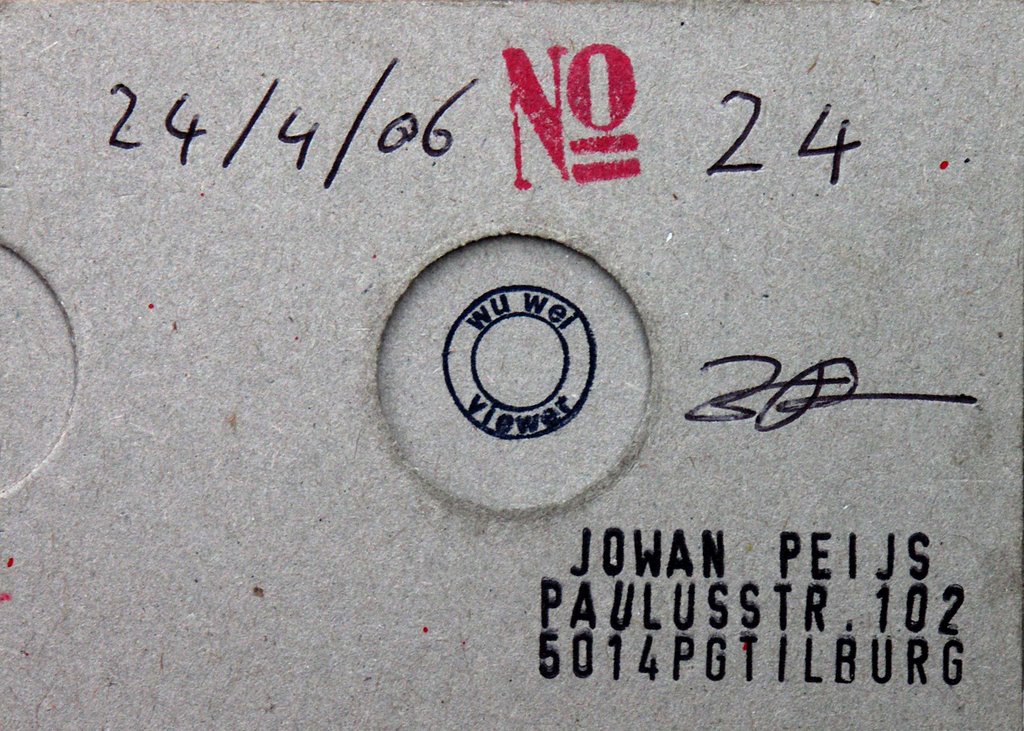 24/4/06 No 24
wu wei
viewer
JOWAN PEIJS
PAULUSSTR.102
5014PGTILBURG